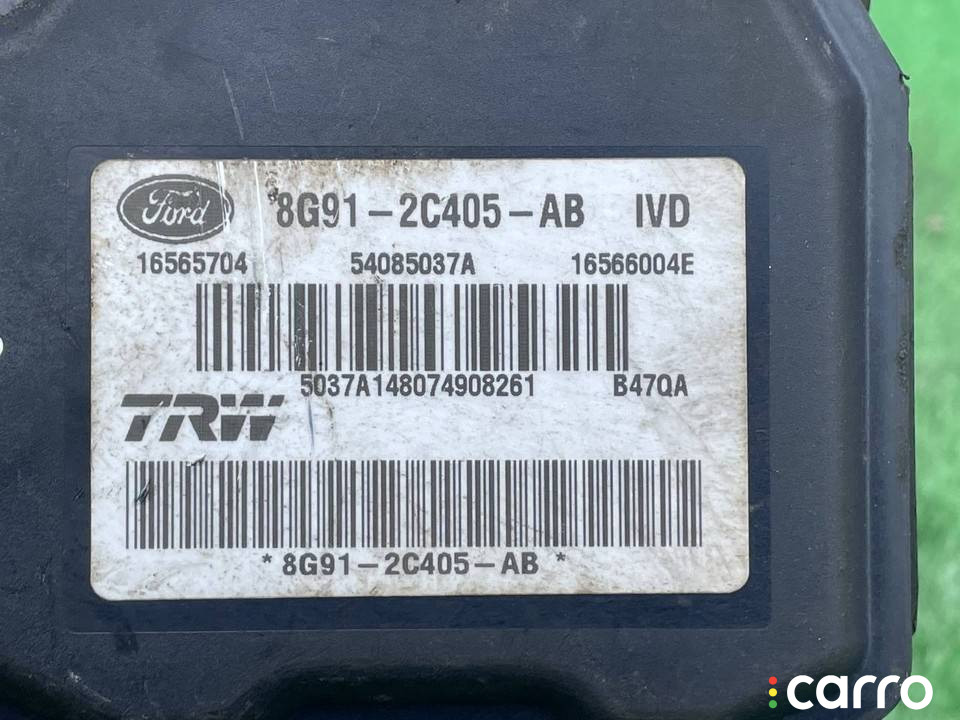 Ford 8G91-2C405-AB IVD
16565704 54085037A 16566004E
5037A148074908261 B47QA
TRW
* 8G91-2C405-AB *
carro